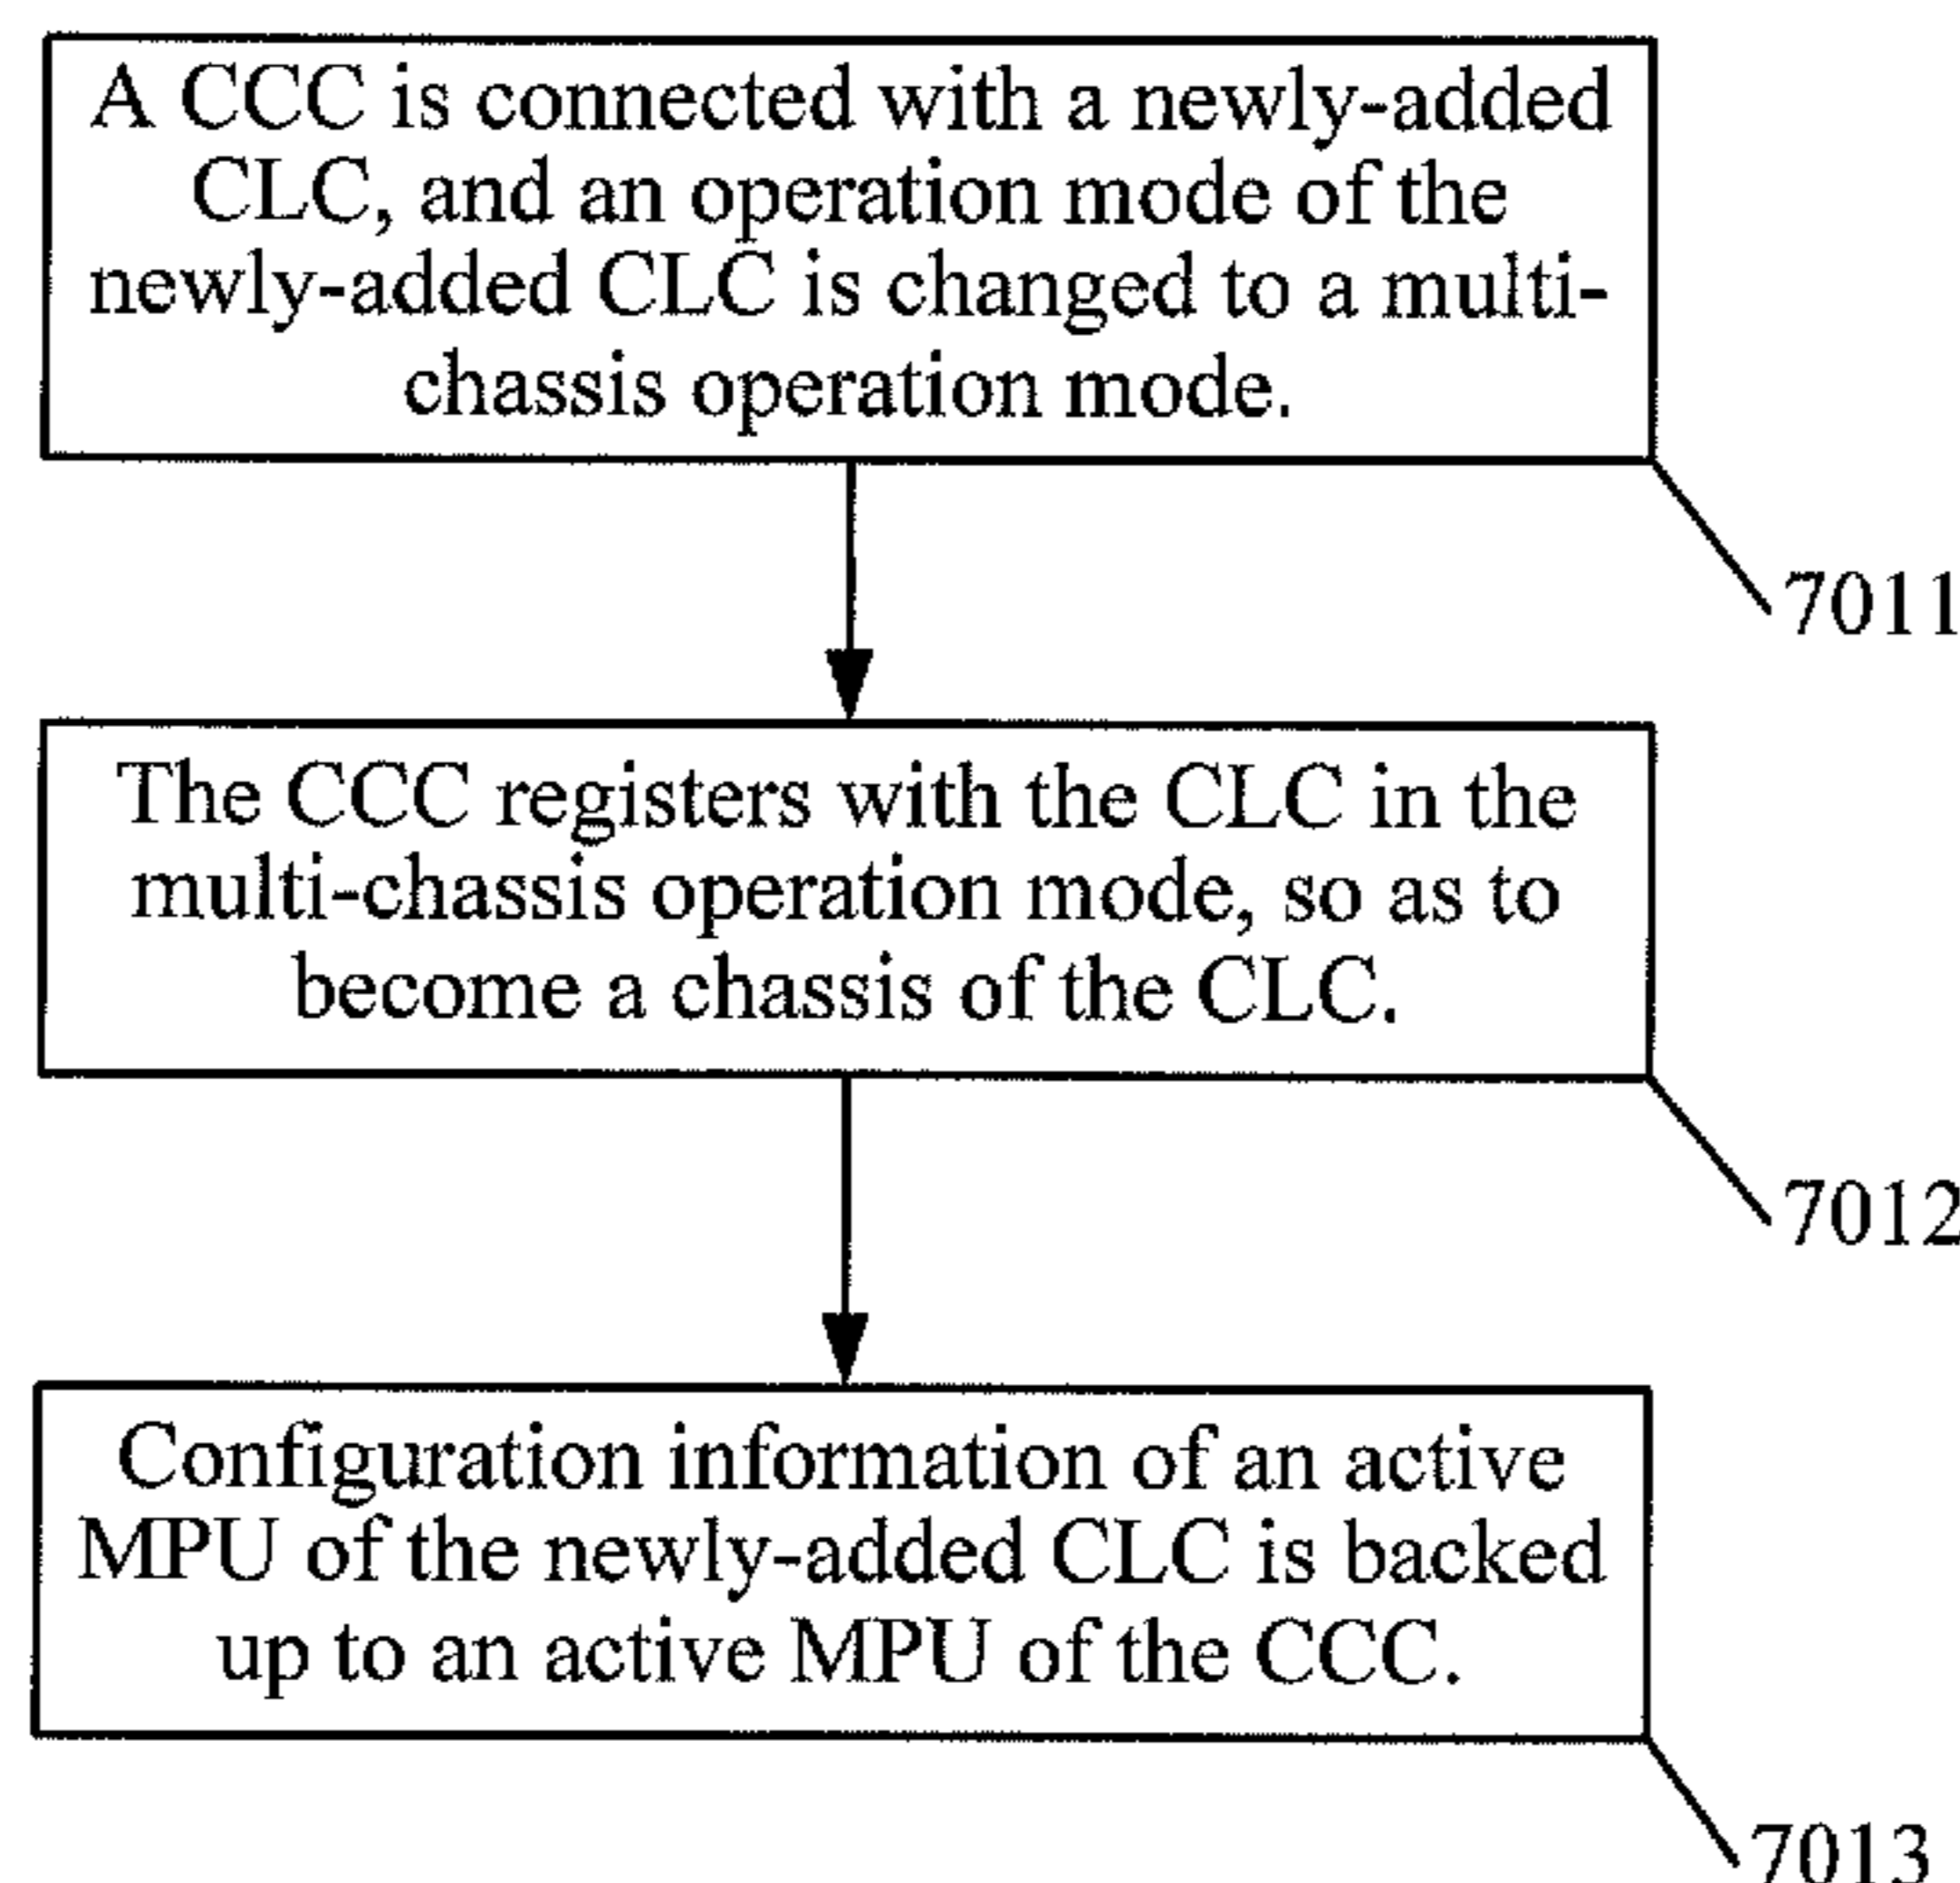 A CCC is connected with a newly-added
CLC, and an operation mode of the
newly-added CLC is changed to a multi-
chassis operation mode.
7011
The CCC registers with the CLC in the
multi-chassis operation mode, so as to
become a chassis of the CLC.
7012
Configuration information of an active
MPU of the newly-added CLC is backed
up to an active MPU of the CCC.
7013